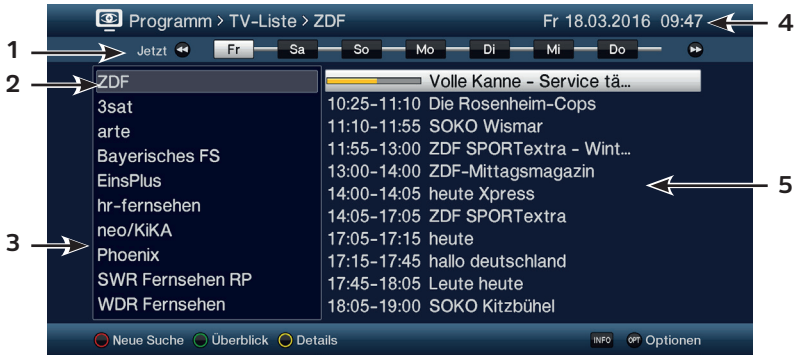 Programm > TV-Liste > ZDF Fr 18.03.2016 09:47 4
1 Jetzt Fr Sa So Mo Di Mi Do
2 ZDF Volle Kanne - Service tä...
3sat 10:25-11:10 Die Rosenheim-Cops
arte 11:10-11:55 SOKO Wismar
Bayerisches FS 11:55-13:00 ZDF SPORTextra - Wint...
EinsPlus 13:00-14:00 ZDF-Mittagsmagazin
5
hr-fernsehen 14:00-14:05 heute Xpress
neo/KiKA 14:05-17:05 ZDF SPORTextra
3
Phoenix 17:05-17:15 heute
17:15-17:45 hallo deutschland
SWR Fernsehen RP 17:45-18:05 Leute heute
WDR Fernsehen 18:05-19:00 SOKO Kitzbühel
Neue Suche Überblick Details INFO OPT Optionen